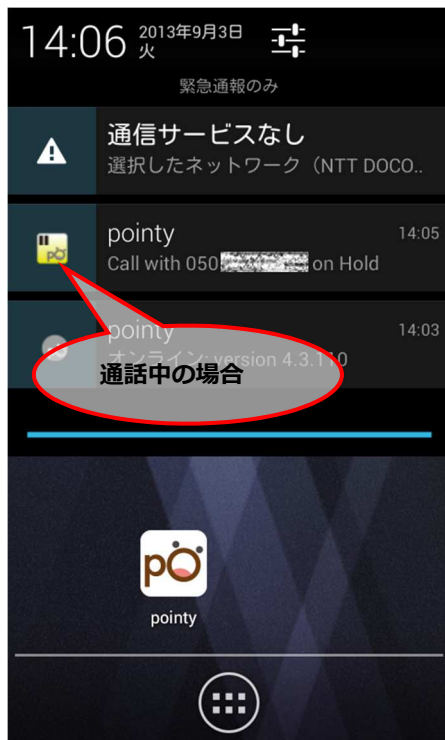 14:06 2013年9月3日
火
緊急通報のみ
通信サービスなし
選択したネットワーク（NTT DOCO..
pointy 14:05
Call with 050 on Hold
pointy 14:03
オンライン: version 4.3.110
通話中の場合
pö
pointy